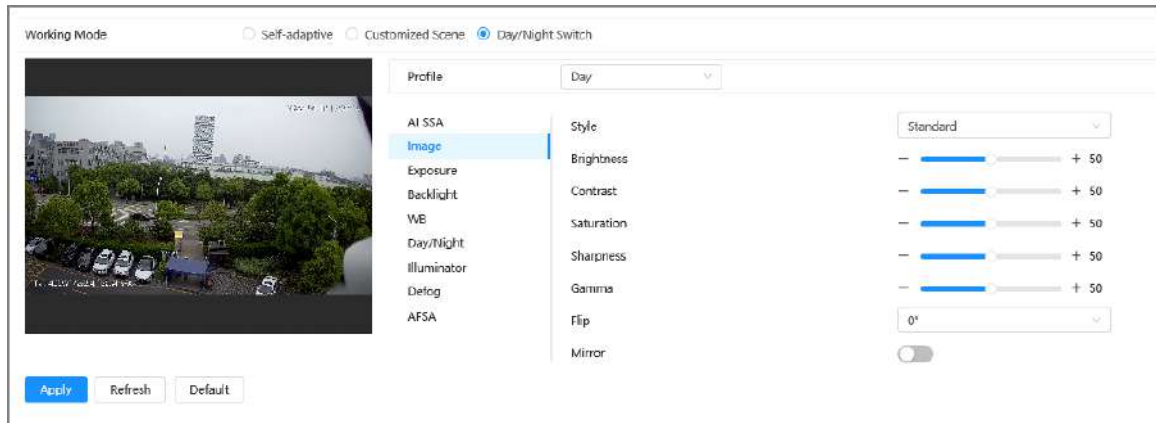 Working Mode Self-adaptive Customized Scene Day/Night Switch
Profile Day
AI SSA
Image
Exposure
Backlight
WB
Day/Night
Illuminator
Defog
AFSA
Style Standard
Brightness − + 50
Contrast − + 50
Saturation − + 50
Sharpness − + 50
Gamma − + 50
Flip 0°
Mirror
Apply Refresh Default